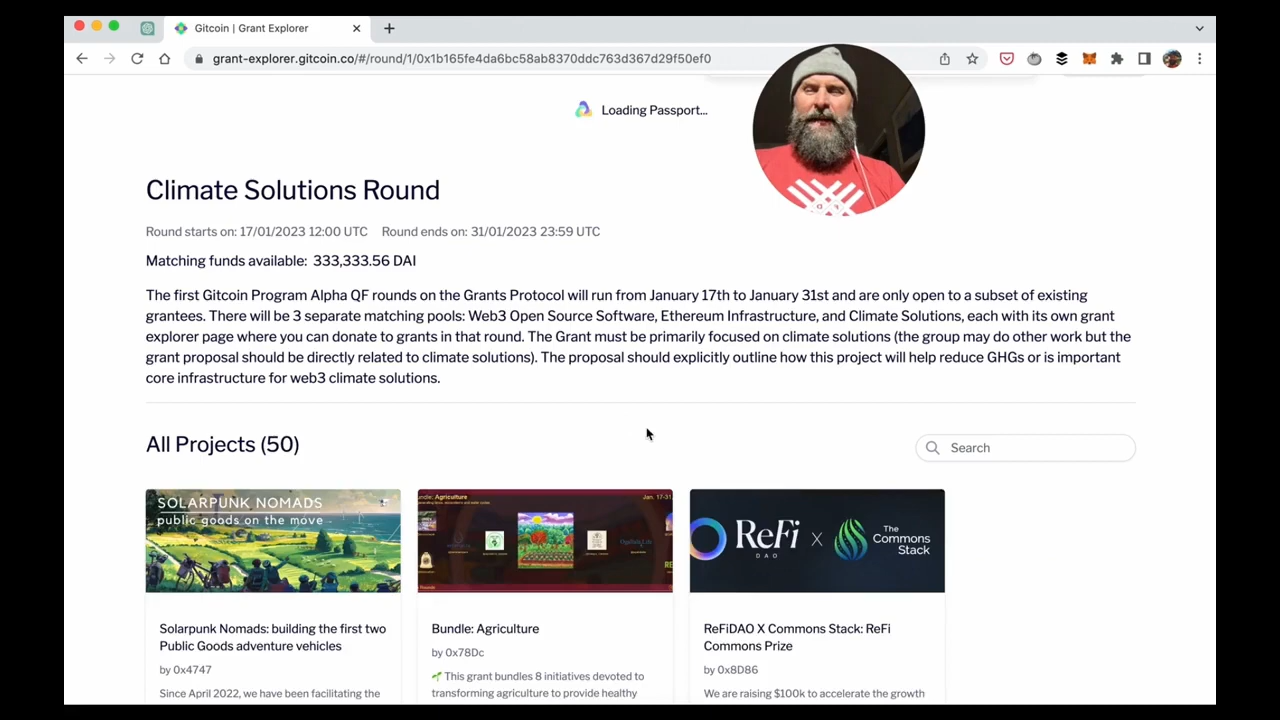 Gitcoin | Grant Explorer
grant-explorer.gitcoin.co/#/round/1/0x1b165fe4da6bc58ab8370ddc763d367d29f50ef0
Loading Passport...
Climate Solutions Round
Round starts on: 17/01/2023 12:00 UTC Round ends on: 31/01/2023 23:59 UTC
Matching funds available: 333,333.56 DAI
The first Gitcoin Program Alpha QF rounds on the Grants Protocol will run from January 17th to January 31st and are only open to a subset of existing
grantees. There will be 3 separate matching pools: Web3 Open Source Software, Ethereum Infrastructure, and Climate Solutions, each with its own grant
explorer page where you can donate to grants in that round. The Grant must be primarily focused on climate solutions (the group may do other work but the
grant proposal should be directly related to climate solutions). The proposal should explicitly outline how this project will help reduce GHGs or is important
core infrastructure for web3 climate solutions.
All Projects (50)
Search
SOLARPUNK NOMADS
public goods on the move
Bundle: Agriculture
Jan. 17-31
ReFi
DAO
X
The
Commons
Stack
Solarpunk Nomads: building the first two
Public Goods adventure vehicles
by 0x4747
Since April 2022, we have been facilitating the
Bundle: Agriculture
by 0x78Dc
This grant bundles 8 initiatives devoted to
transforming agriculture to provide healthy
ReFiDAO X Commons Stack: ReFi
Commons Prize
by 0x8D86
We are raising $100k to accelerate the growth